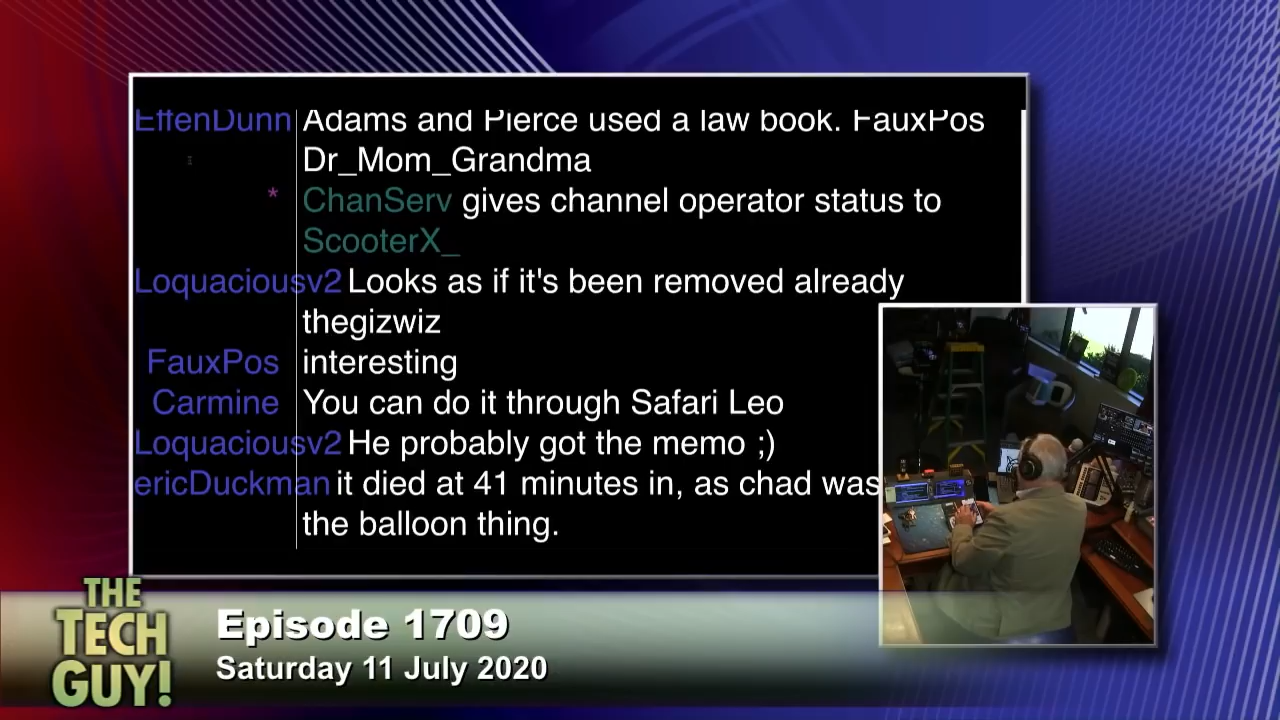 EffenDunn Adams and Pierce used a law book. FauxPos
Dr_Mom_Grandma
* ChanServ gives channel operator status to
ScooterX_
Loquaciousv2 Looks as if it's been removed already
thegizwiz
FauxPos interesting
Carmine You can do it through Safari Leo
Loquaciousv2 He probably got the memo ;)
ericDuckman it died at 41 minutes in, as chad was
the balloon thing.
THE
TECH
GUY!
Episode 1709
Saturday 11 July 2020